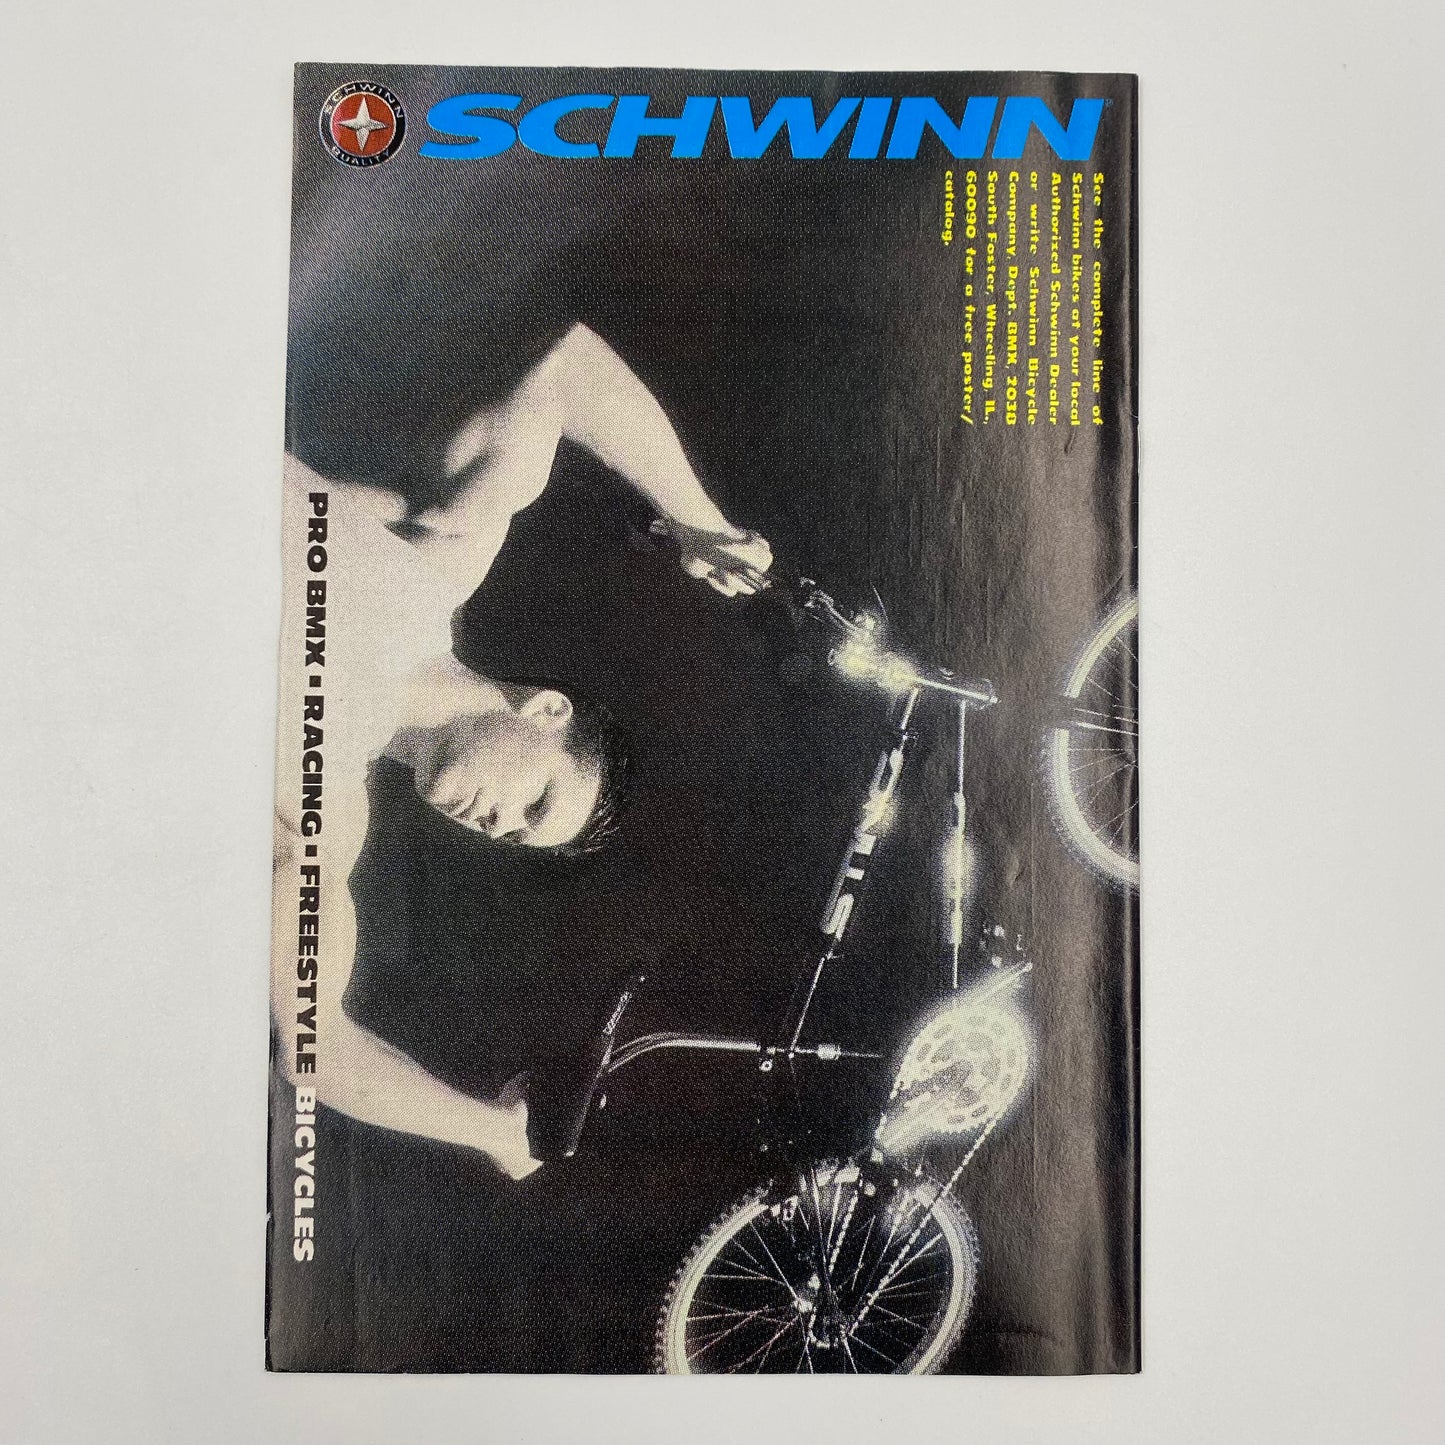 SCHWINN
QUALITY
SCHWINN®
See the complete line of
Schwinn bikes at your local
Authorized Schwinn Dealer
or write Schwinn Bicycle
Company, Dept. BMX, 2038
South Foster, Wheeling, IL,
60090 for a free poster/
catalog.
PRO BMX ▪ RACING ▪ FREESTYLE BICYCLES